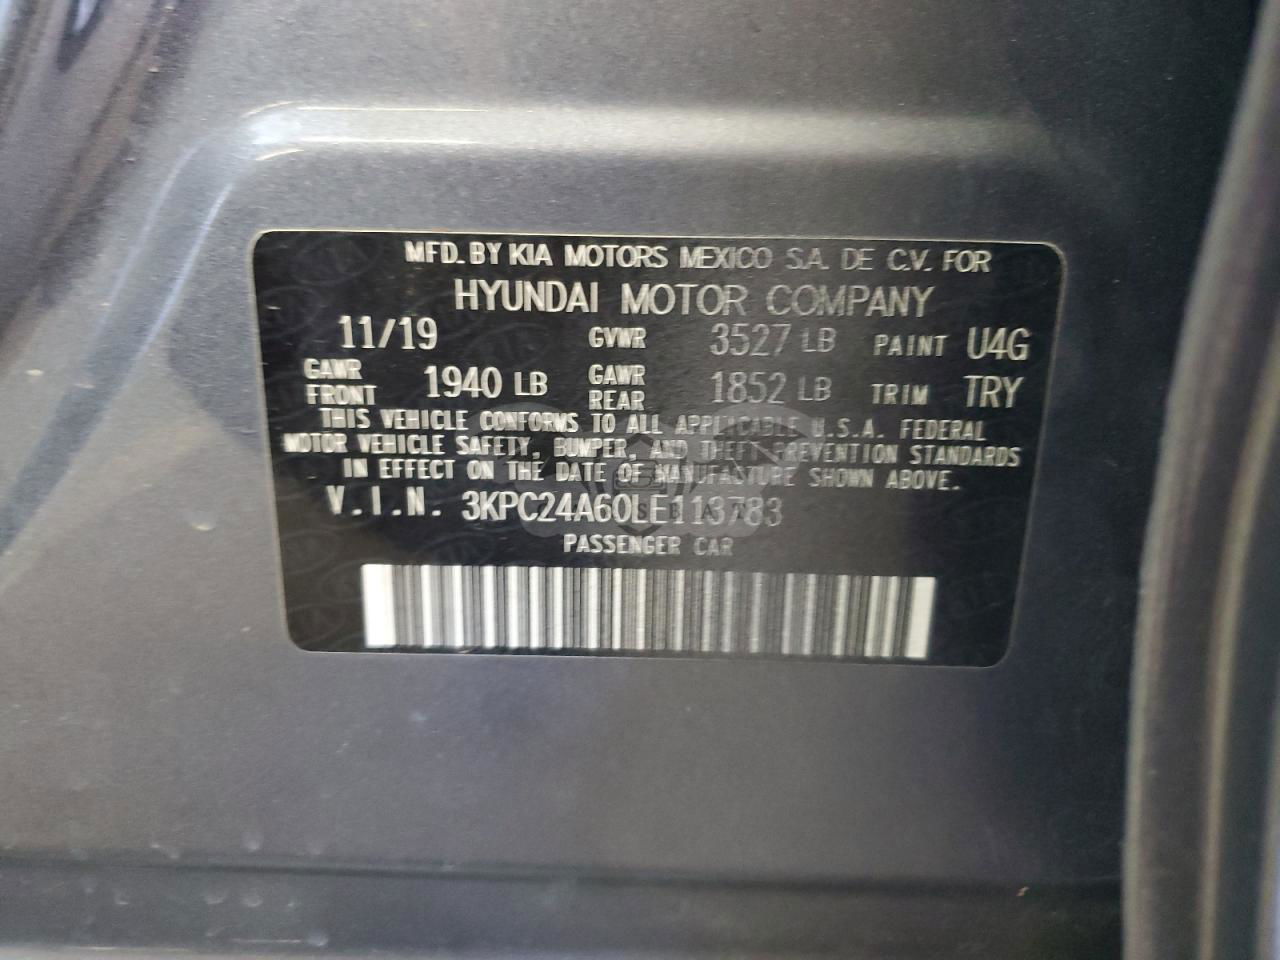 MFD. BY KIA MOTORS MEXICO S.A. DE C.V. FOR
HYUNDAI MOTOR COMPANY
11/19 GVWR 3527 LB PAINT U4G
GAWR FRONT 1940 LB GAWR REAR 1852 LB TRIM TRY
THIS VEHICLE CONFORMS TO ALL APPLICABLE U.S.A. FEDERAL
MOTOR VEHICLE SAFETY, BUMPER, AND THEFT PREVENTION STANDARDS
IN EFFECT ON THE DATE OF MANUFACTURE SHOWN ABOVE.
V.I.N. 3KPC24A60LE113783
PASSENGER CAR